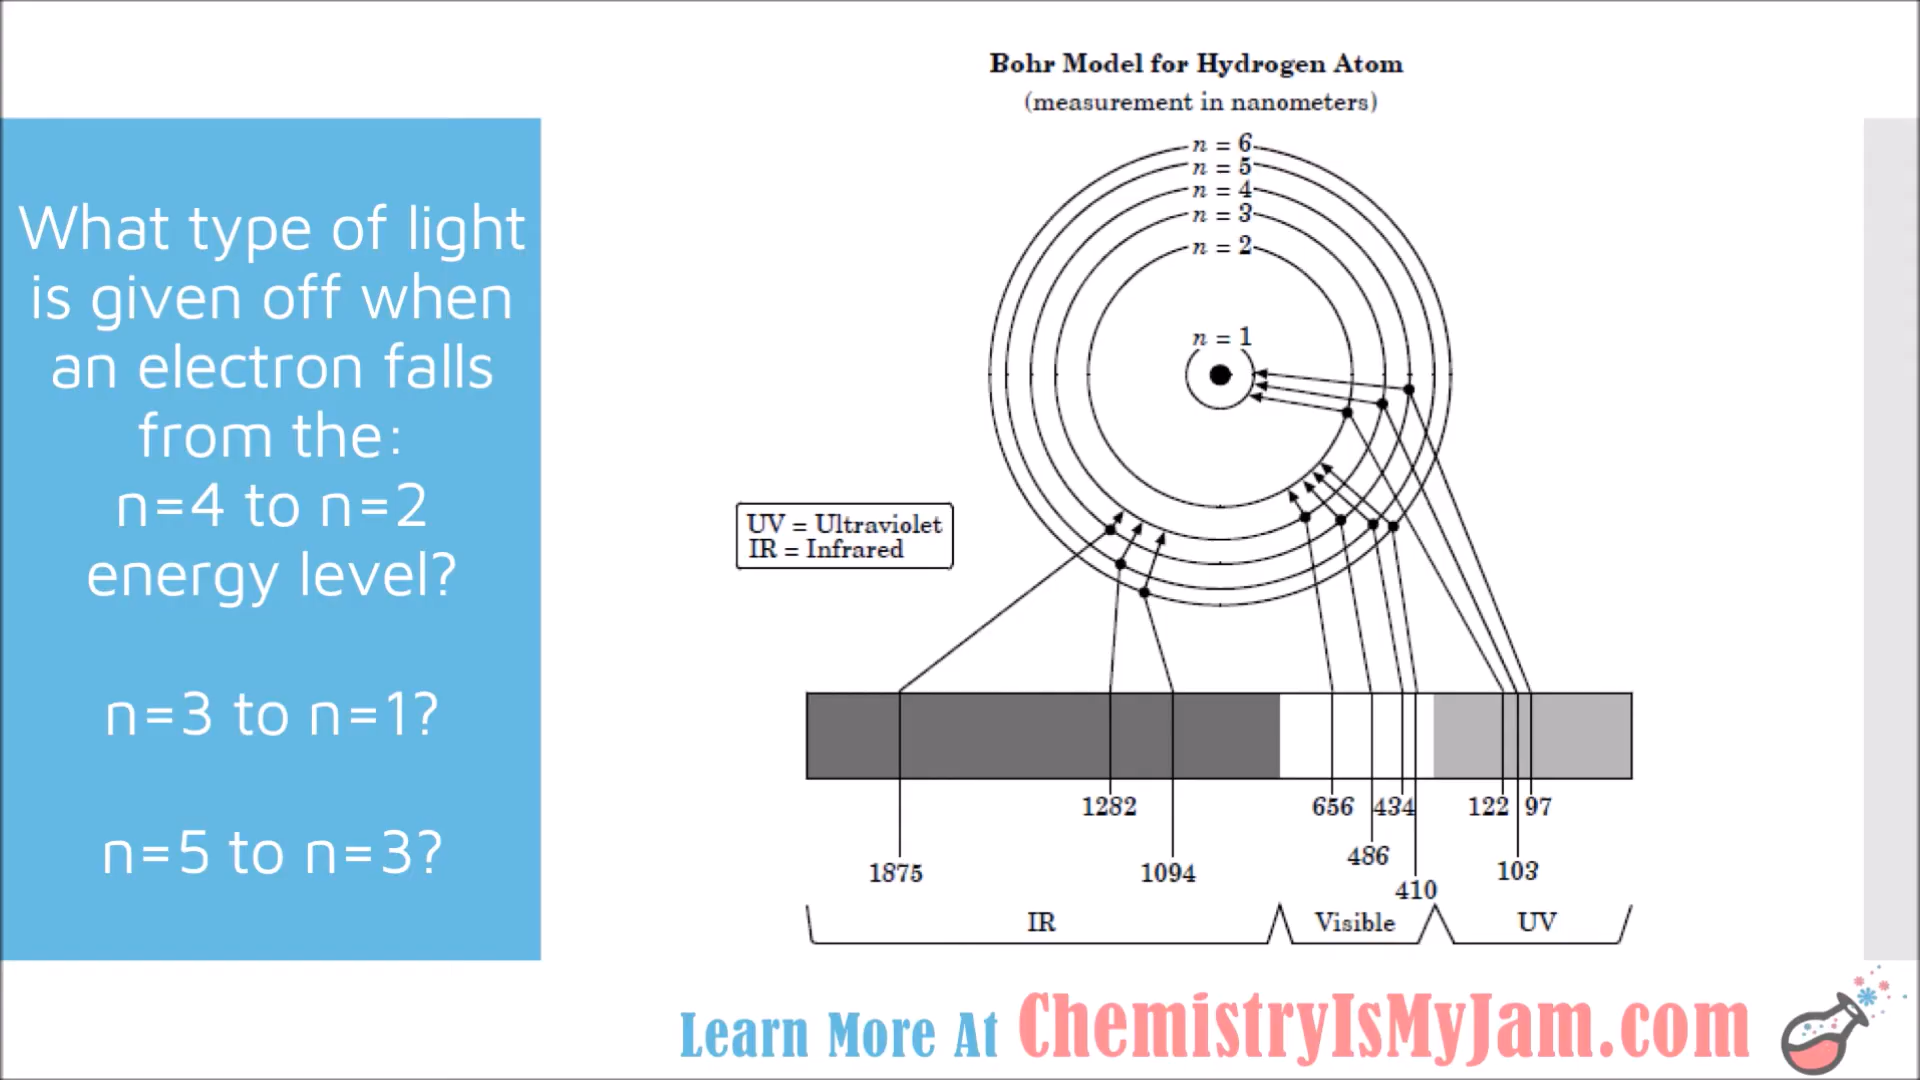 What type of light
is given off when
an electron falls
from the:
n=4 to n=2
energy level?
n=3 to n=1?
n=5 to n=3?
Bohr Model for Hydrogen Atom
(measurement in nanometers)
n = 6
n = 5
n = 4
n = 3
n = 2
n = 1
UV = Ultraviolet
IR = Infrared
1282 656 434 122 97
486
1875 1094 103
410
IR Visible UV
Learn More At ChemistryIsMyJam.com